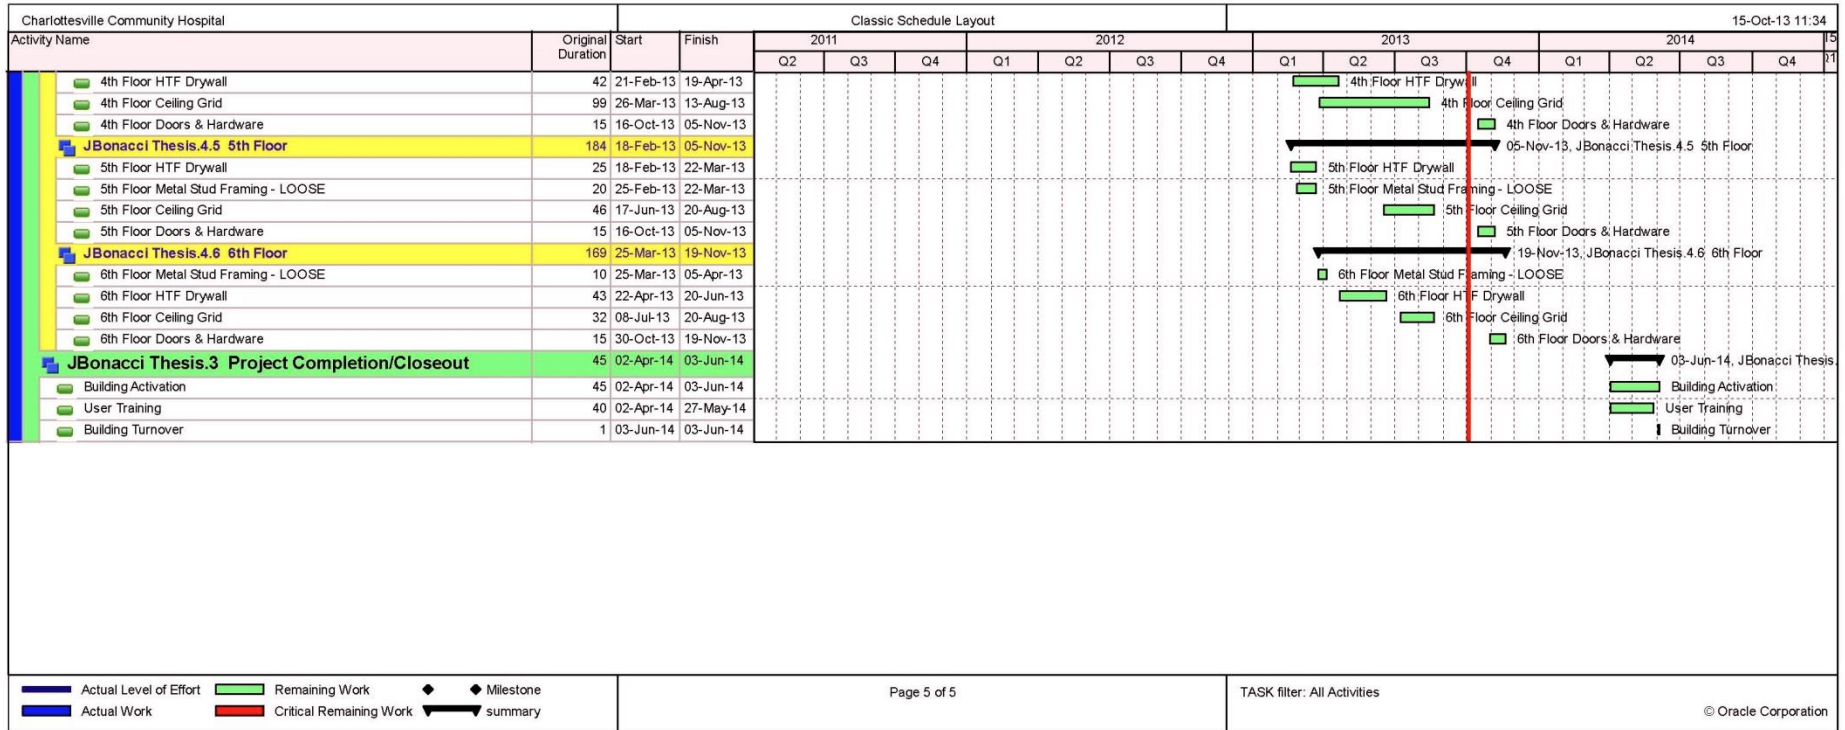 Charlottesville Community Hospital Classic Schedule Layout 15-Oct-13 11:34
Activity Name Original Duration Start Finish 2011 2012 2013 2014
Q2 Q3 Q4 Q1 Q2 Q3 Q4 Q1 Q2 Q3 Q4 Q1 Q2 Q3 Q4
4th Floor HTF Drywall 42 21-Feb-13 19-Apr-13 4th Floor HTF Drywall
4th Floor Ceiling Grid 99 26-Mar-13 13-Aug-13 4th Floor Ceiling Grid
4th Floor Doors & Hardware 15 16-Oct-13 05-Nov-13 4th Floor Doors & Hardware
JBonacci Thesis.4.5 5th Floor 184 18-Feb-13 05-Nov-13 05-Nov-13, JBonacci Thesis.4.5 5th Floor
5th Floor HTF Drywall 25 18-Feb-13 22-Mar-13 5th Floor HTF Drywall
5th Floor Metal Stud Framing - LOOSE 20 25-Feb-13 22-Mar-13 5th Floor Metal Stud Framing - LOOSE
5th Floor Ceiling Grid 46 17-Jun-13 20-Aug-13 5th Floor Ceiling Grid
5th Floor Doors & Hardware 15 16-Oct-13 05-Nov-13 5th Floor Doors & Hardware
JBonacci Thesis.4.6 6th Floor 169 25-Mar-13 19-Nov-13 19-Nov-13, JBonacci Thesis.4.6 6th Floor
6th Floor Metal Stud Framing - LOOSE 10 25-Mar-13 05-Apr-13 6th Floor Metal Stud Framing - LOOSE
6th Floor HTF Drywall 43 22-Apr-13 20-Jun-13 6th Floor HTF Drywall
6th Floor Ceiling Grid 32 08-Jul-13 20-Aug-13 6th Floor Ceiling Grid
6th Floor Doors & Hardware 15 30-Oct-13 19-Nov-13 6th Floor Doors & Hardware
JBonacci Thesis.3 Project Completion/Closeout 45 02-Apr-14 03-Jun-14 03-Jun-14, JBonacci Thesis.
Building Activation 45 02-Apr-14 03-Jun-14 Building Activation
User Training 40 02-Apr-14 27-May-14 User Training
Building Turnover 1 03-Jun-14 03-Jun-14 Building Turnover
Actual Level of Effort Remaining Work Milestone Page 5 of 5 TASK filter: All Activities
Actual Work Critical Remaining Work summary © Oracle Corporation